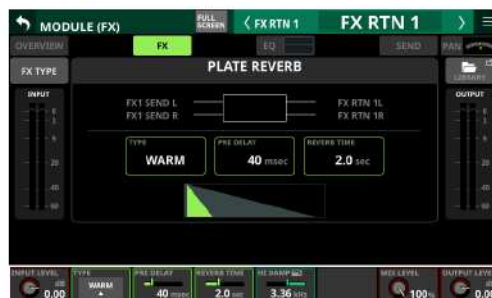 MODULE (FX)
FULL SCREEN
FX RTN 1
FX RTN 1
OVERVIEW
FX
EQ
SEND
PAN
FX TYPE
PLATE REVERB
LIBRARY
INPUT
OUTPUT
FX1 SEND L
FX1 SEND R
FX RTN 1L
FX RTN 1R
TYPE
WARM
PRE DELAY
40 msec
REVERB TIME
2.0 sec
INPUT LEVEL
dB
0.00
TYPE
WARM
PRE DELAY
40 msec
REVERB TIME
2.0 sec
HI DAMP
3.36 kHz
MIX LEVEL
100%
OUTPUT LEVEL
dB
0.00